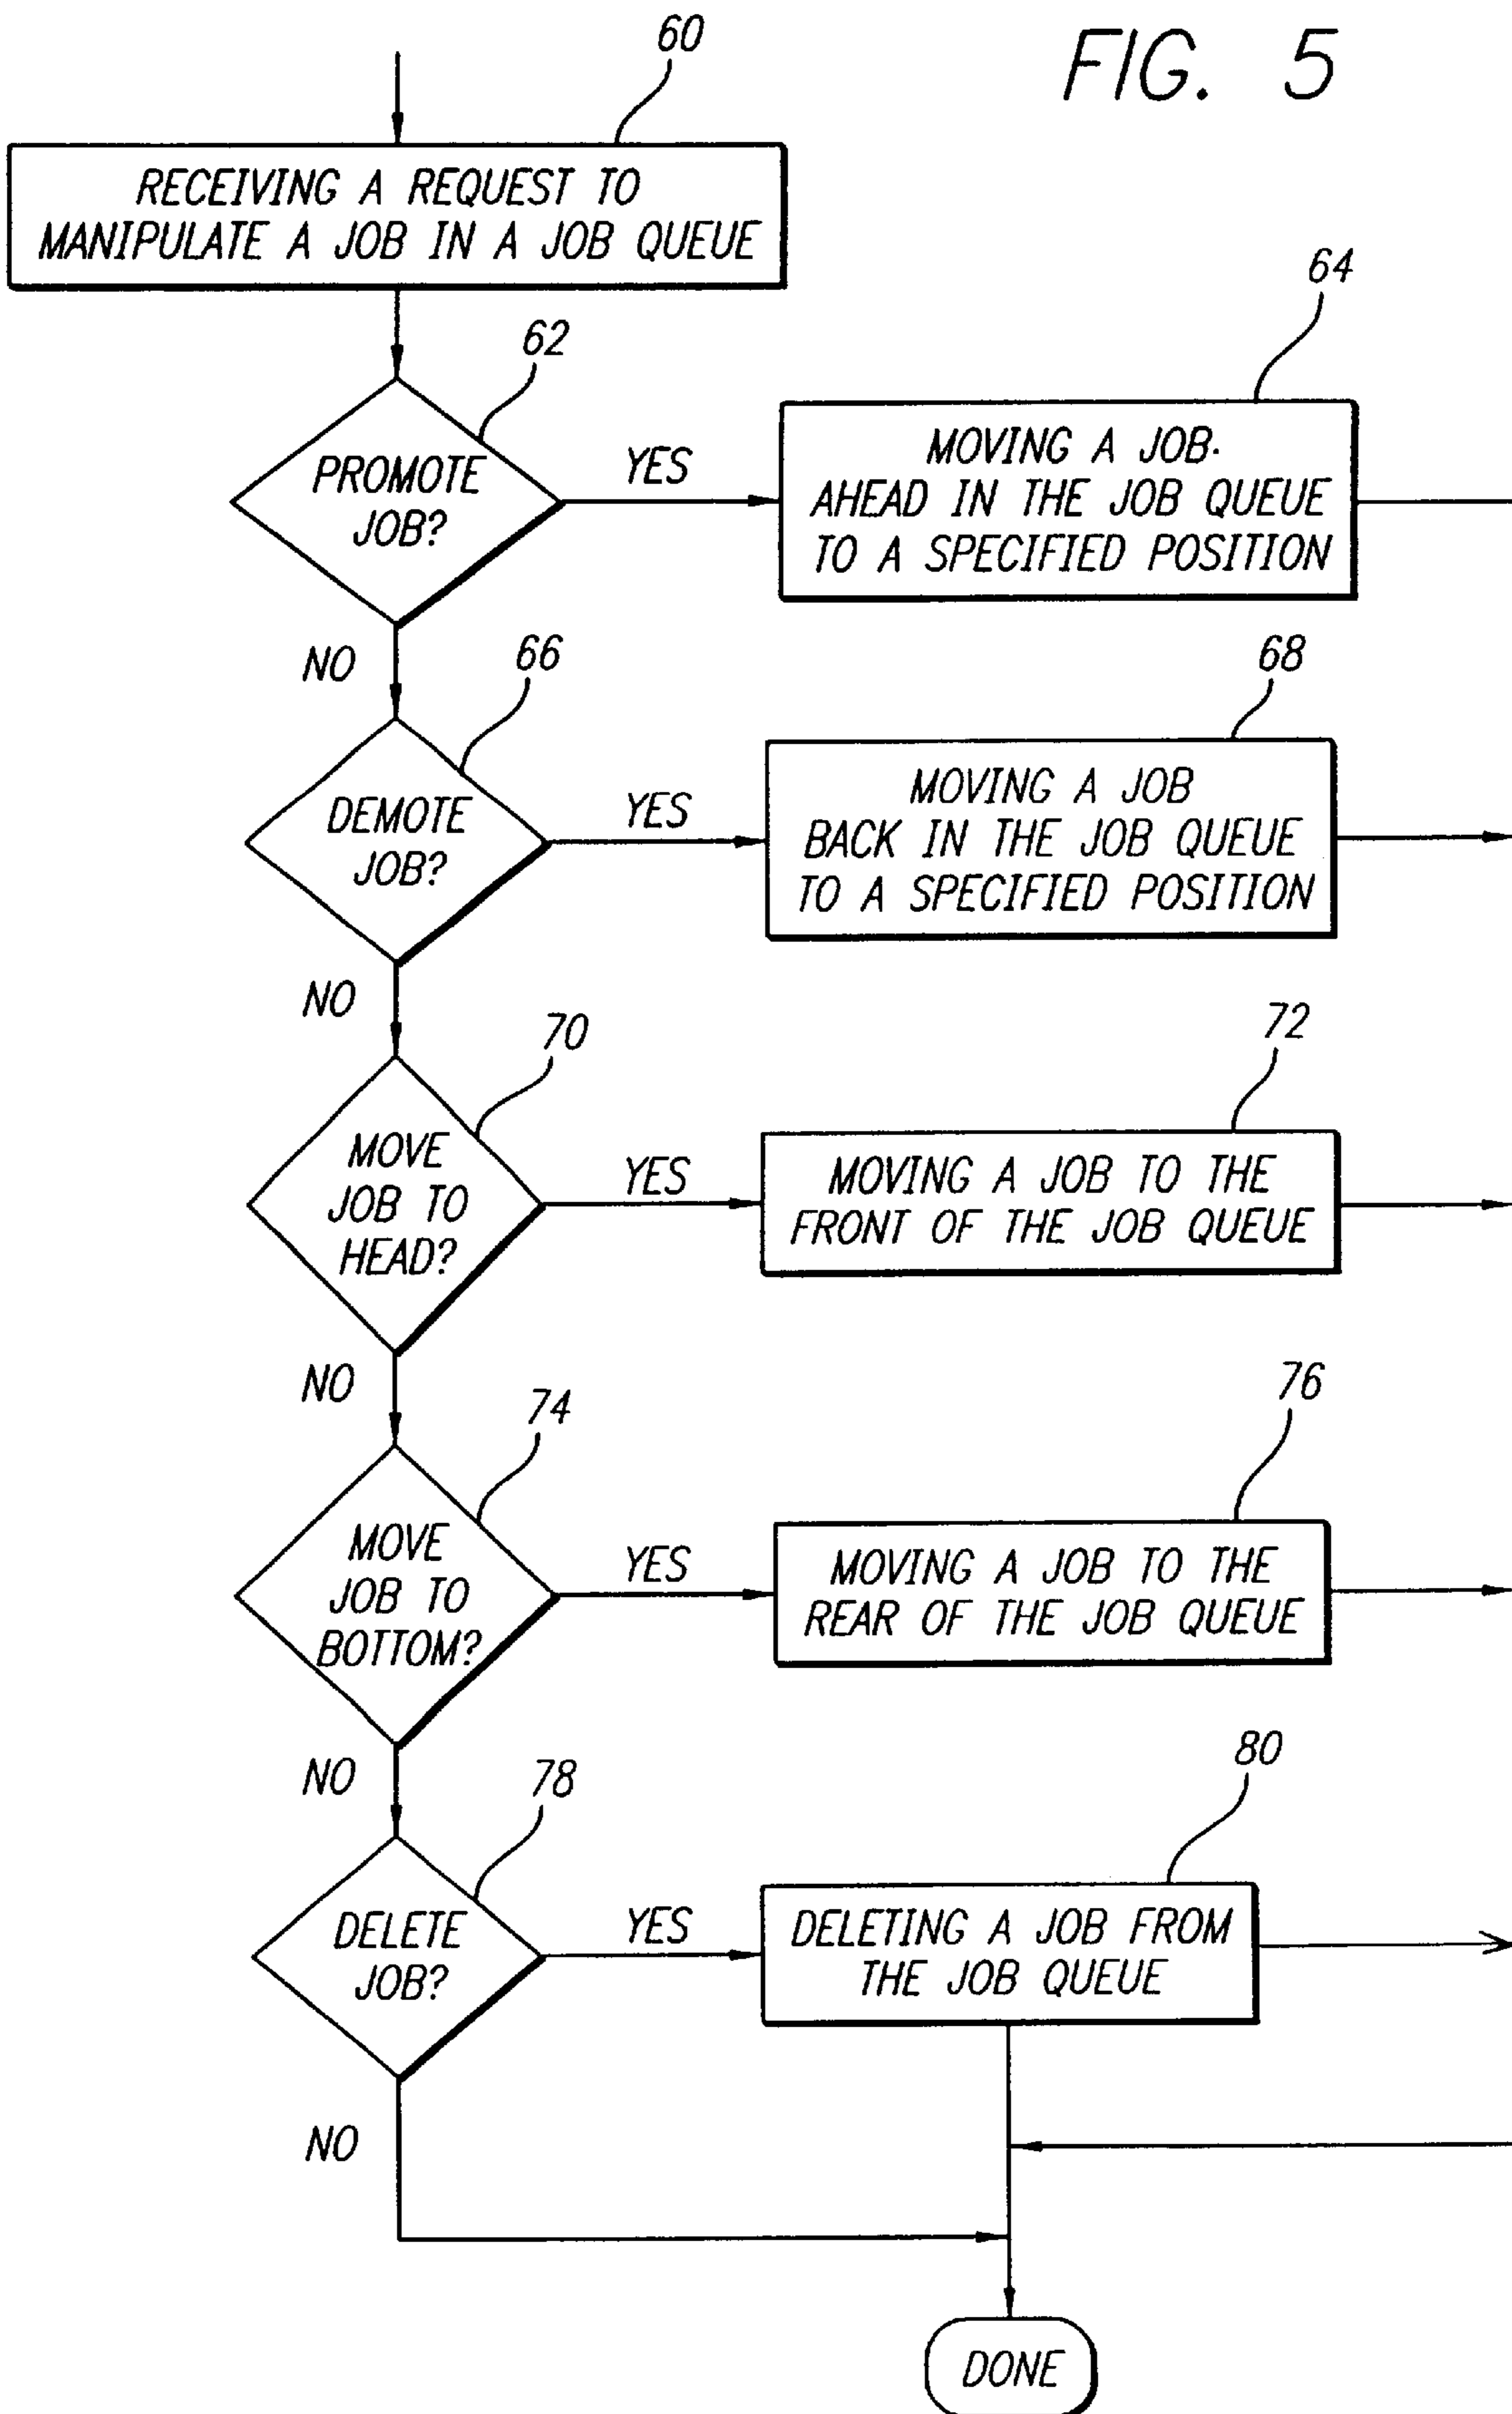 FIG. 5
60
RECEIVING A REQUEST TO
MANIPULATE A JOB IN A JOB QUEUE
62
PROMOTE
JOB?
YES
64
MOVING A JOB.
AHEAD IN THE JOB QUEUE
TO A SPECIFIED POSITION
NO
66
DEMOTE
JOB?
YES
68
MOVING A JOB
BACK IN THE JOB QUEUE
TO A SPECIFIED POSITION
NO
70
MOVE
JOB TO
HEAD?
YES
72
MOVING A JOB TO THE
FRONT OF THE JOB QUEUE
NO
74
MOVE
JOB TO
BOTTOM?
YES
76
MOVING A JOB TO THE
REAR OF THE JOB QUEUE
NO
78
DELETE
JOB?
YES
80
DELETING A JOB FROM
THE JOB QUEUE
NO
DONE